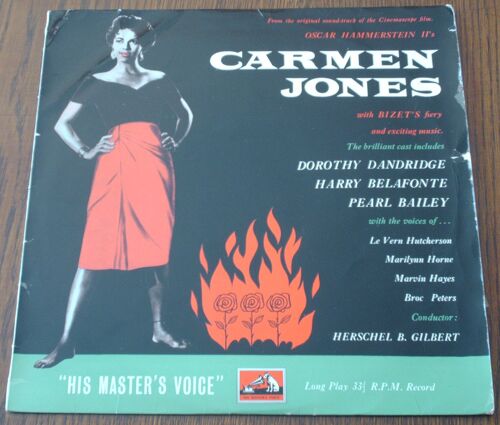 From the original sound-track of the Cinemascope film.
OSCAR HAMMERSTEIN II's
CARMEN
JONES
with BIZET'S fiery
and exciting music.
The brilliant cast includes
DOROTHY DANDRIDGE
HARRY BELAFONTE
PEARL BAILEY
with the voices of . . .
Le Vern Hutcherson
Marilynn Horne
Marvin Hayes
Broc Peters
Conductor:
HERSCHEL B. GILBERT
"HIS MASTER'S VOICE"
Long Play 33⅓ R.P.M. Record